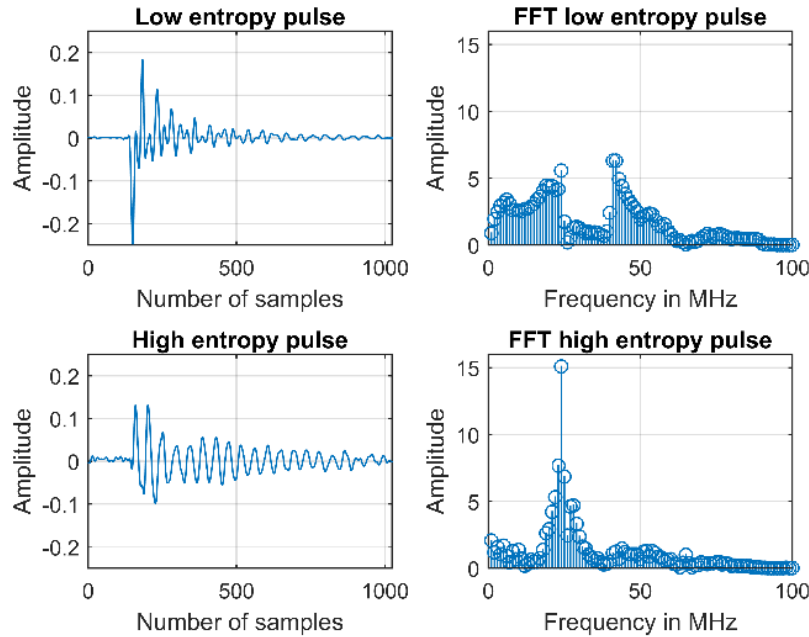 Low entropy pulse
0.2
0.1
0
-0.1
-0.2
Amplitude
0 500 1000
Number of samples
FFT low entropy pulse
15
10
5
0
Amplitude
0 50 100
Frequency in MHz
High entropy pulse
0.2
0.1
0
-0.1
-0.2
Amplitude
0 500 1000
Number of samples
FFT high entropy pulse
15
10
5
0
Amplitude
0 50 100
Frequency in MHz